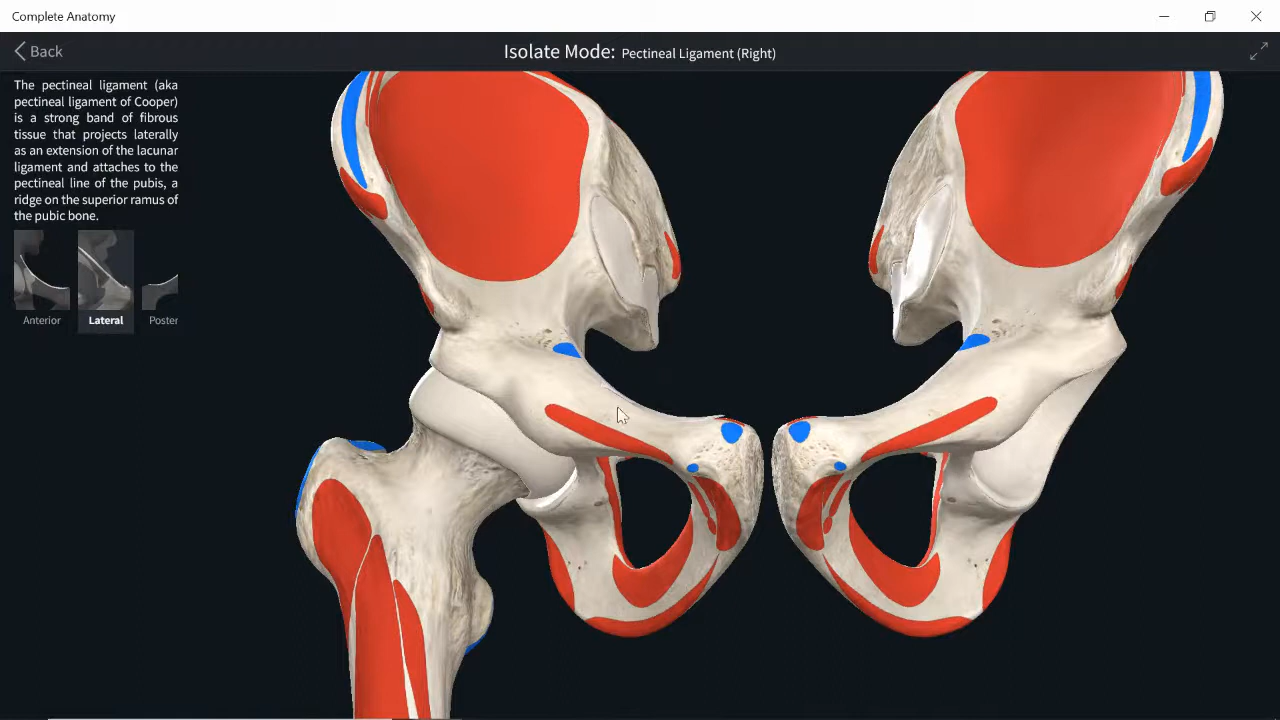 Complete Anatomy
Back
Isolate Mode: Pectineal Ligament (Right)
The pectineal ligament (aka
pectineal ligament of Cooper)
is a strong band of fibrous
tissue that projects laterally
as an extension of the lacunar
ligament and attaches to the
pectineal line of the pubis, a
ridge on the superior ramus of
the pubic bone.
Anterior Lateral Poster